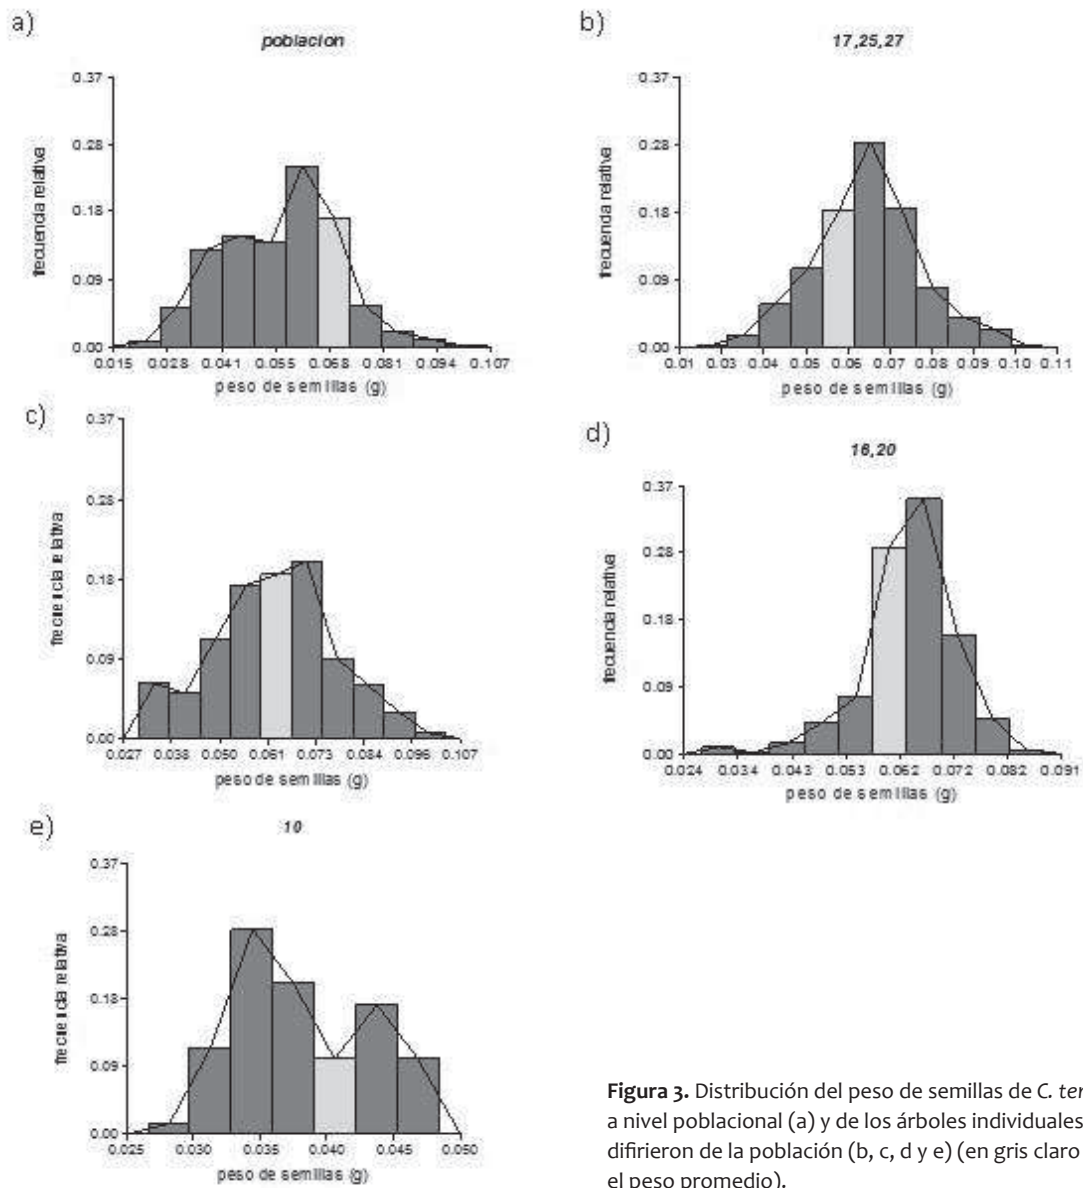 a)
poblacion
0.37
0.28
0.18
0.09
0.00
frecuencia relativa
0.015 0.028 0.041 0.055 0.068 0.081 0.094 0.107
peso de semillas (g)
b)
17,25,27
0.37
0.28
0.18
0.09
0.00
frecuencia relativa
0.01 0.03 0.04 0.05 0.06 0.07 0.08 0.09 0.10 0.11
peso de semillas (g)
c)
0.37
0.28
0.18
0.09
0.00
frecuencia relativa
0.027 0.038 0.050 0.061 0.073 0.084 0.096 0.107
peso de semillas (g)
d)
16,20
0.37
0.28
0.18
0.09
0.00
frecuencia relativa
0.024 0.034 0.043 0.053 0.062 0.072 0.082 0.091
peso de semillas (g)
e)
10
0.37
0.28
0.18
0.09
0.00
frecuencia relativa
0.025 0.030 0.035 0.040 0.045 0.050
peso de semillas (g)
Figura 3. Distribución del peso de semillas de C. ter
a nivel poblacional (a) y de los árboles individuales
difirieron de la población (b, c, d y e) (en gris claro
el peso promedio).